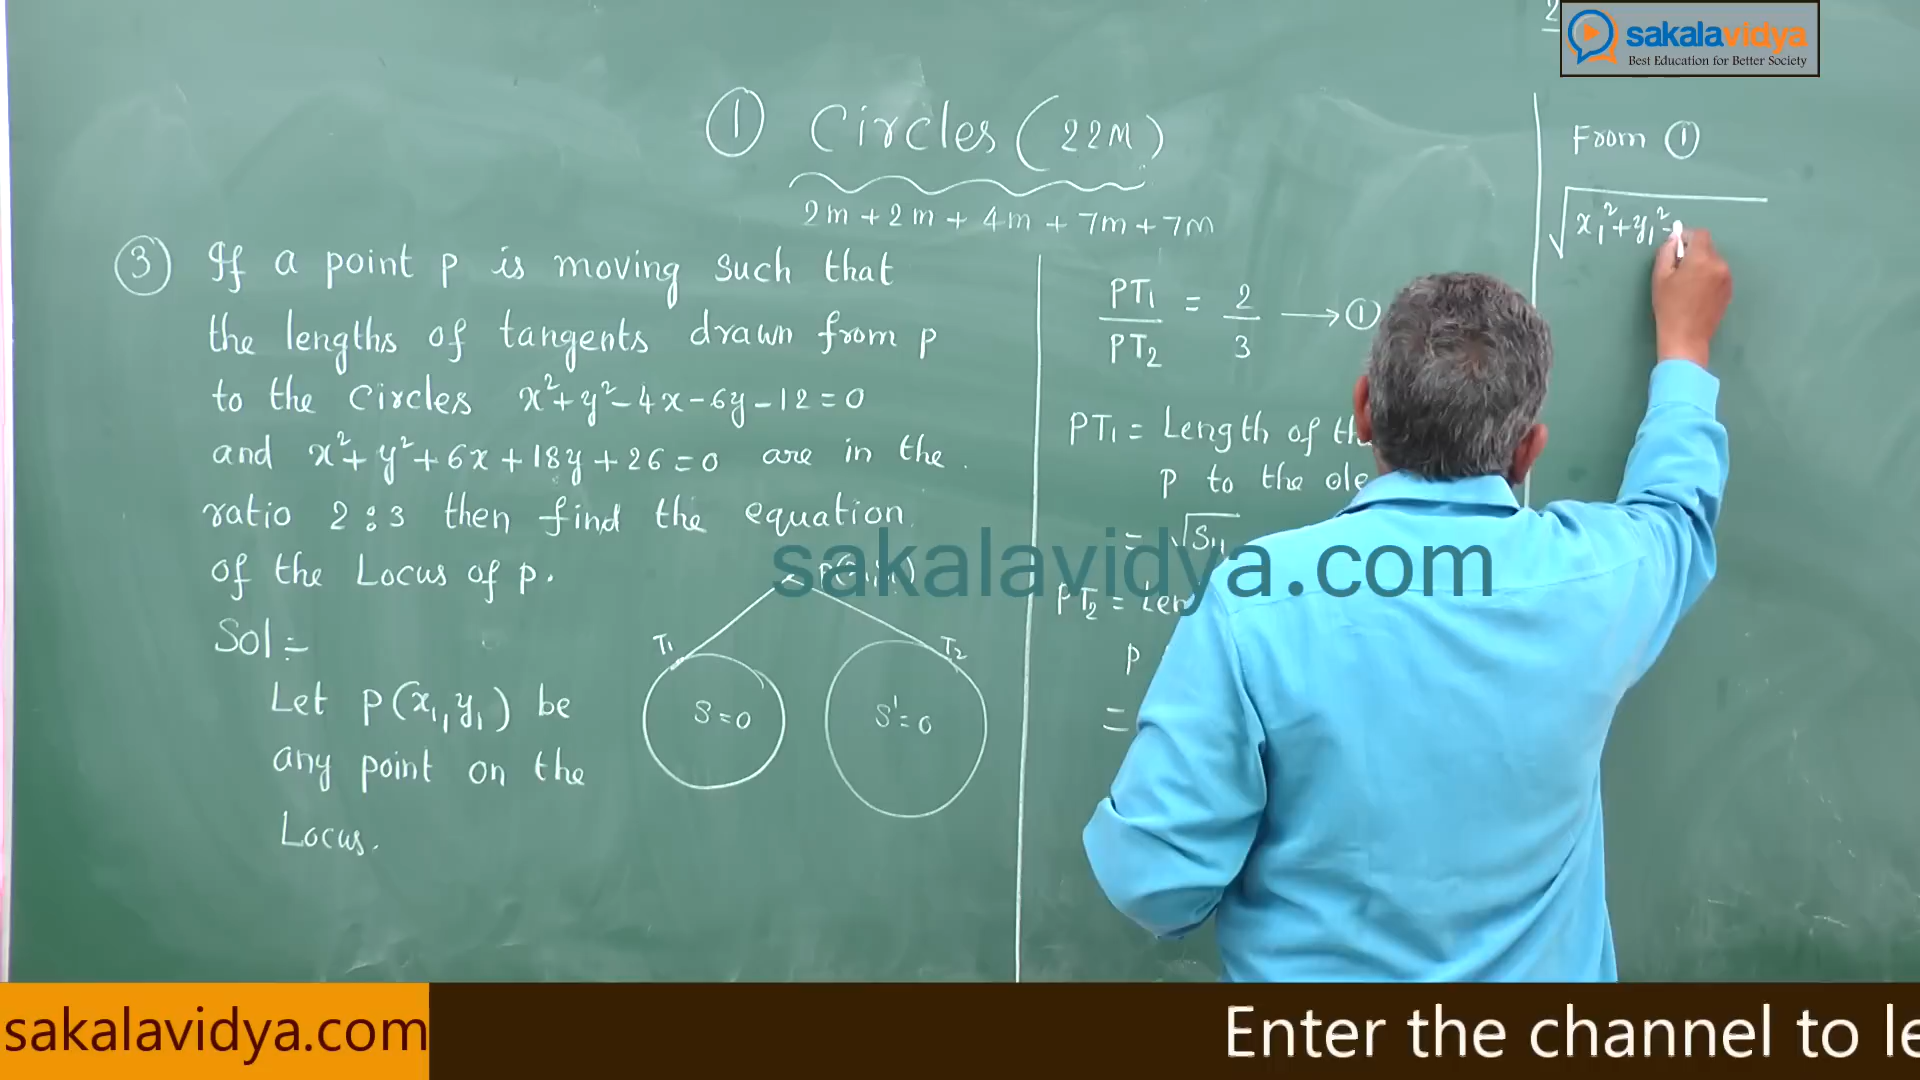 sakalavidya
Best Education for Better Society
① Circles (22M)
2m + 2m + 4m + 7m + 7m
③ If a point p is moving such that
the lengths of tangents drawn from p
to the Circles x²+y²-4x-6y-12=0
and x²+y²+6x+18y+26=0 are in the
ratio 2:3 then find the equation
of the Locus of p.
Sol:-
Let p(x₁,y₁) be
any point on the
Locus.
T₁
T₂
S=0
S'=0
PT₁/PT₂ = 2/3 → ①
PT₁ = Length of
p to the ole
= √S₁₁
PT₂ =
p
=
From ①
√x₁²+y₁²-
sakalavidya.com
sakalavidya.com
Enter the channel to le